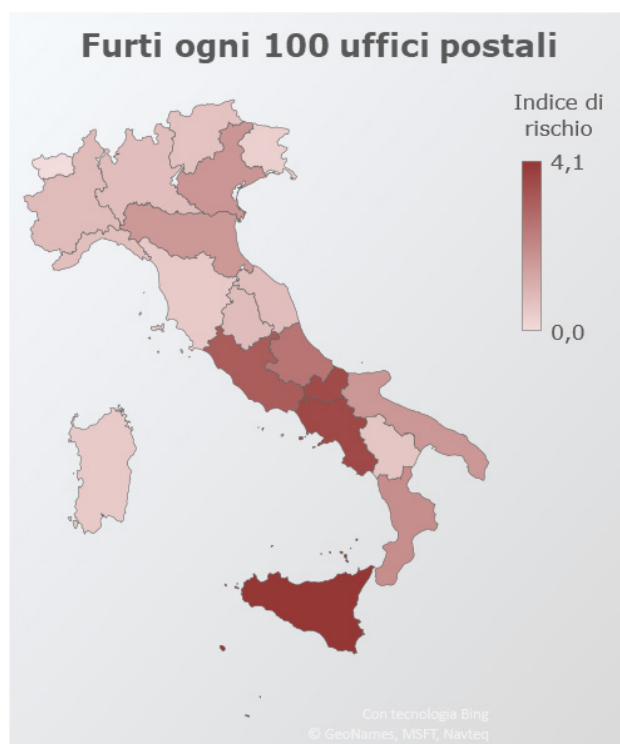 Furti ogni 100 uffici postali
Indice di
rischio
4,1
0,0
Con tecnologia Bing
© GeoNames, MSFT, Navteq